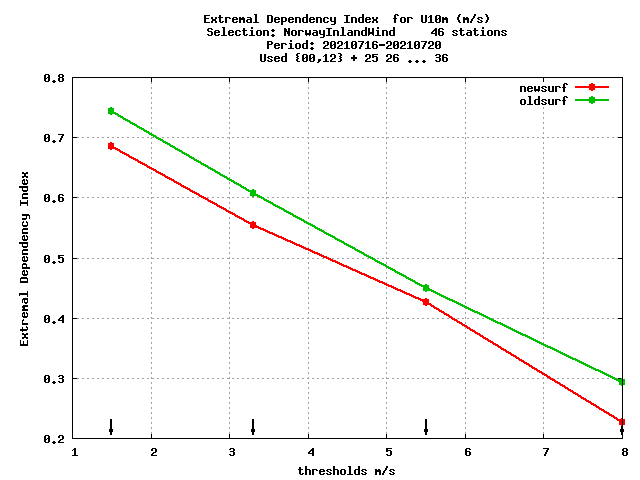 Extremal Dependency Index  for U10m (m/s)
Selection: NorwayInlandWind     46 stations
Period: 20210716-20210720
Used {00,12} + 25 26 ... 36
newsurf
oldsurf
Extremal Dependency Index
0.8
0.7
0.6
0.5
0.4
0.3
0.2
1 2 3 4 5 6 7 8
thresholds m/s